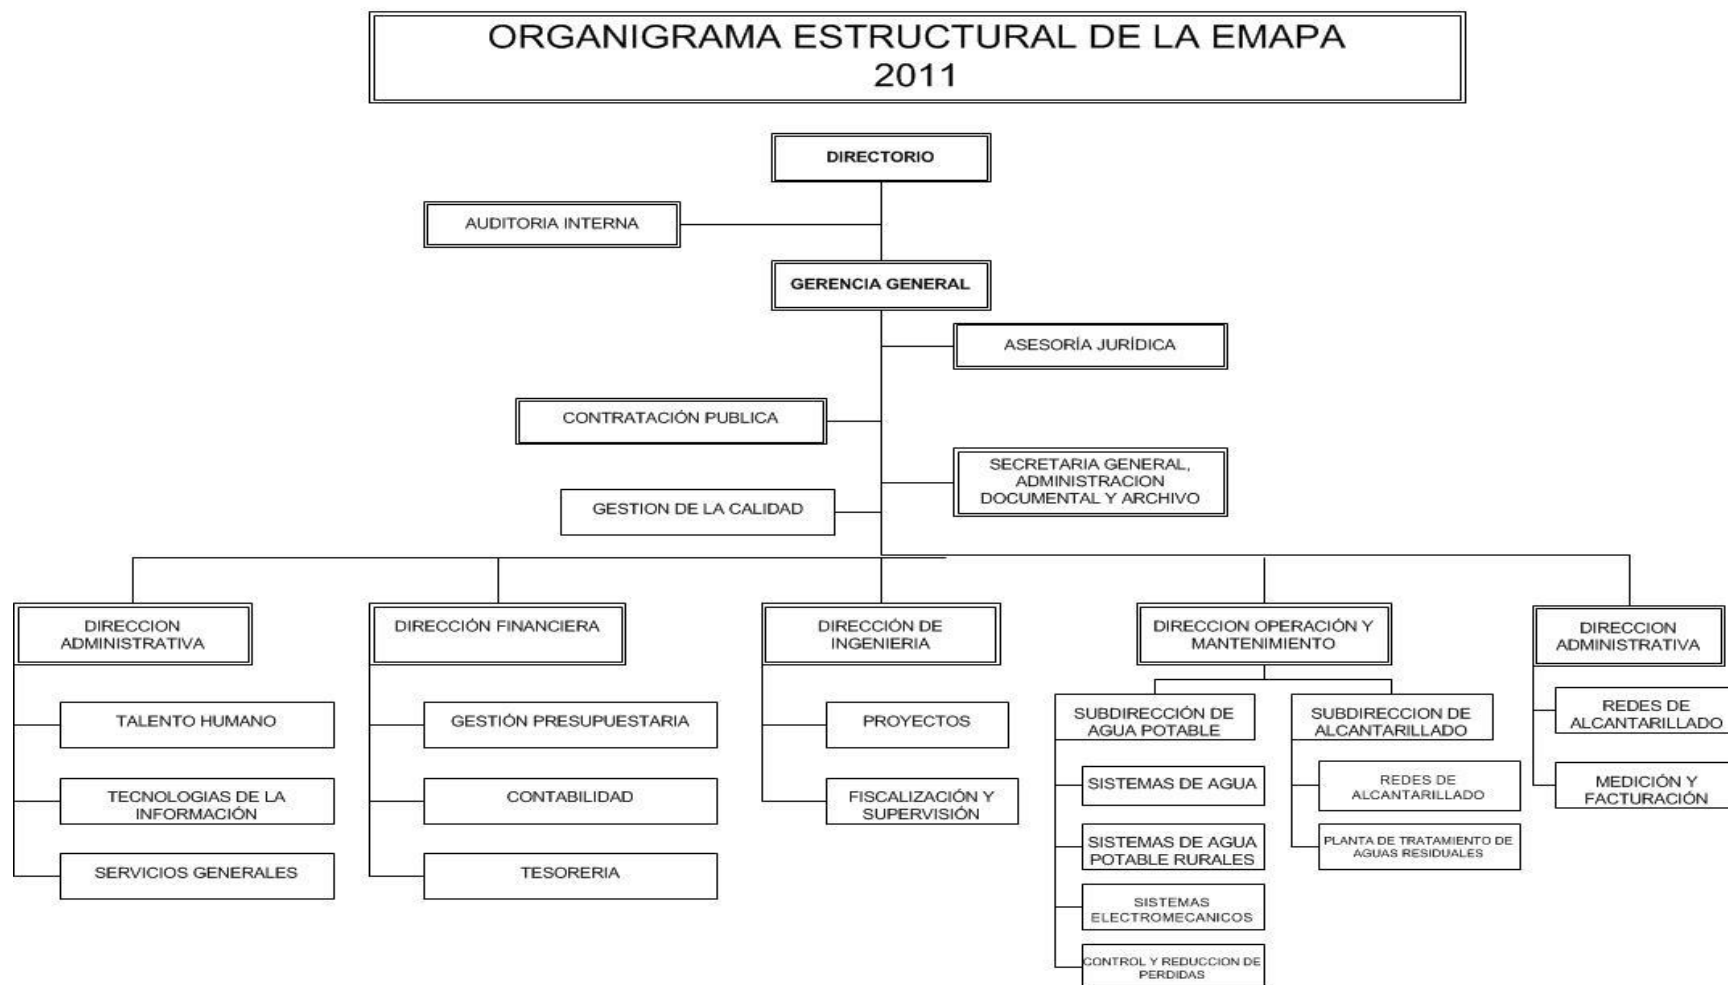 ORGANIGRAMA ESTRUCTURAL DE LA EMAPA
2011
DIRECTORIO
AUDITORIA INTERNA
GERENCIA GENERAL
ASESORÍA JURÍDICA
CONTRATACIÓN PUBLICA
SECRETARIA GENERAL,
ADMINISTRACION
DOCUMENTAL Y ARCHIVO
GESTION DE LA CALIDAD
DIRECCION
ADMINISTRATIVA
TALENTO HUMANO
TECNOLOGIAS DE LA
INFORMACIÓN
SERVICIOS GENERALES
DIRECCIÓN FINANCIERA
GESTIÓN PRESUPUESTARIA
CONTABILIDAD
TESORERIA
DIRECCIÓN DE
INGENIERIA
PROYECTOS
FISCALIZACIÓN Y
SUPERVISIÓN
DIRECCION OPERACIÓN Y
MANTENIMIENTO
SUBDIRECCIÓN DE
AGUA POTABLE
SISTEMAS DE AGUA
SISTEMAS DE AGUA
POTABLE RURALES
SISTEMAS
ELECTROMECANICOS
CONTROL Y REDUCCION DE
PERDIDAS
SUBDIRECCION DE
ALCANTARILLADO
REDES DE
ALCANTARILLADO
PLANTA DE TRATAMIENTO DE
AGUAS RESIDUALES
DIRECCION
ADMINISTRATIVA
REDES DE
ALCANTARILLADO
MEDICIÓN Y
FACTURACIÓN